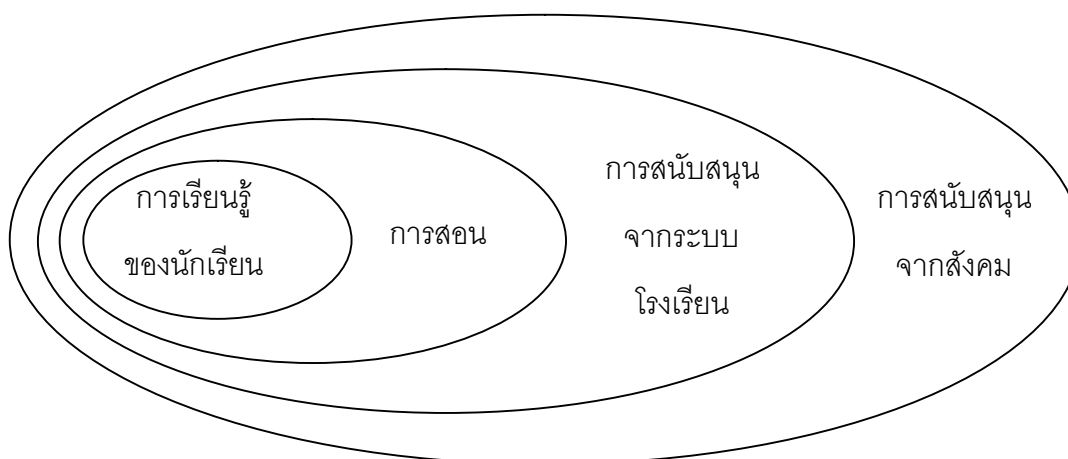 การเรียนรู้
ของนักเรียน
การสอน
การสนับสนุน
จากระบบ
โรงเรียน
การสนับสนุน
จากสังคม